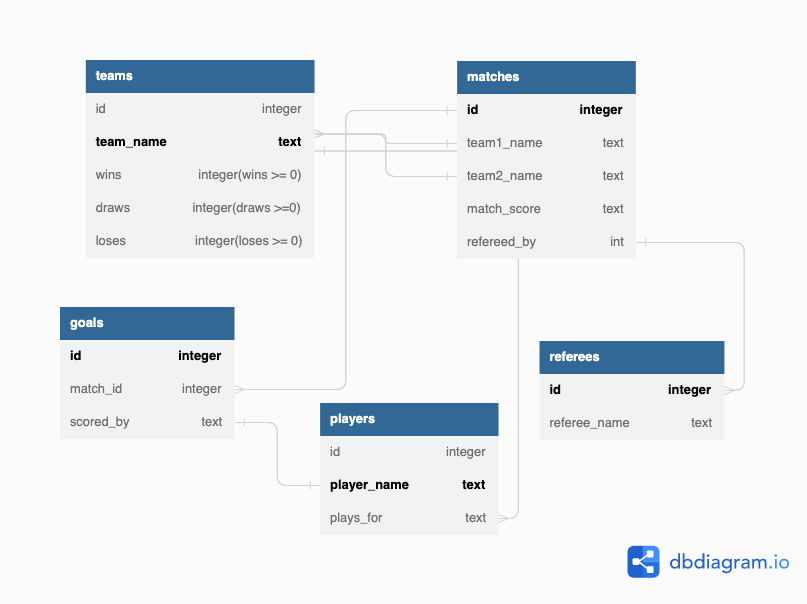 teams
id integer
team_name text
wins integer(wins >= 0)
draws integer(draws >=0)
loses integer(loses >= 0)
matches
id integer
team1_name text
team2_name text
match_score text
refereed_by int
goals
id integer
match_id integer
scored_by text
players
id integer
player_name text
plays_for text
referees
id integer
referee_name text
dbdiagram.io